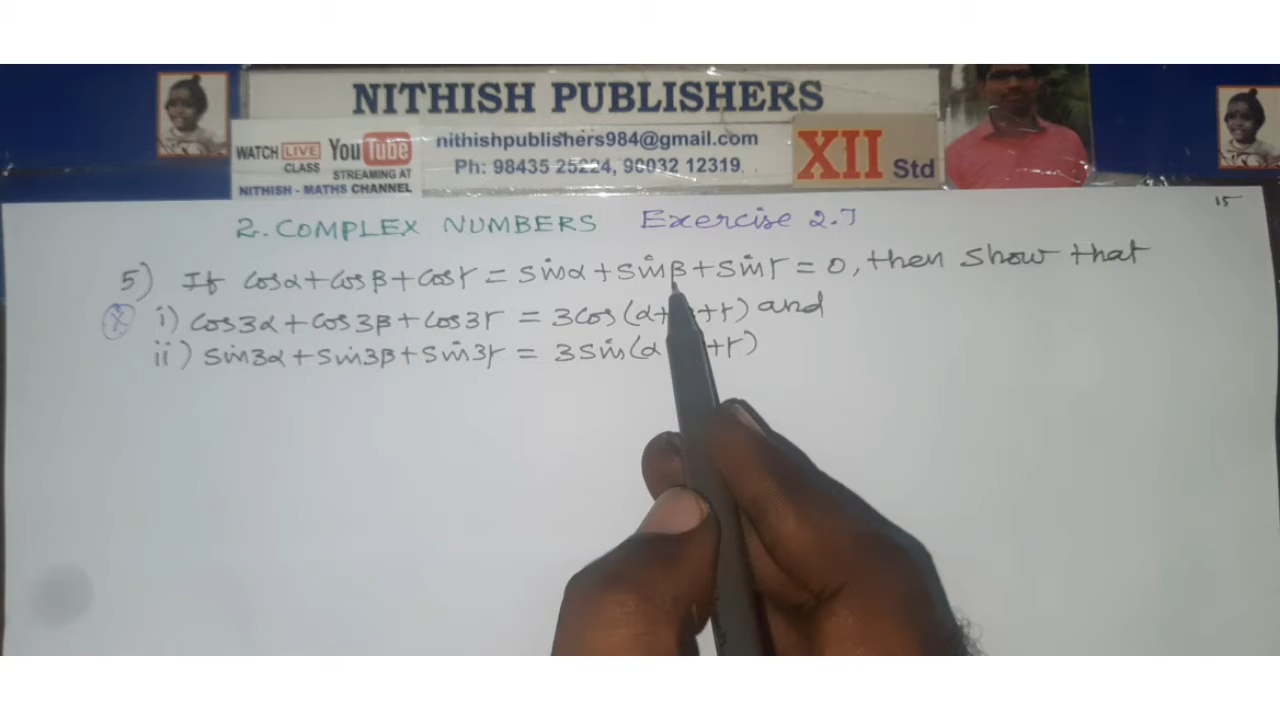 NITHISH PUBLISHERS
WATCH LIVE CLASS YouTube STREAMING AT
NITHISH - MATHS CHANNEL
nithishpublishers984@gmail.com
Ph: 98435 25224, 90032 12319.
XII Std
15
2. COMPLEX NUMBERS Exercise 2.7
5) If cosα + cosβ + cosγ = sinα + sinβ + sinγ = 0, then show that
i) cos3α + cos3β + cos3γ = 3cos(α+ +γ) and
ii) sin3α + sin3β + sin3γ = 3sin(α +γ)